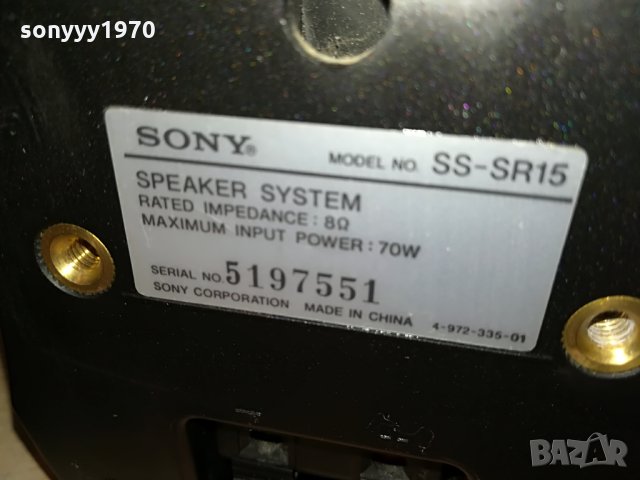 sonyyy1970
SONY®
MODEL NO. SS-SR15
SPEAKER SYSTEM
RATED IMPEDANCE : 8Ω
MAXIMUM INPUT POWER : 70W
SERIAL NO. 5197551
SONY CORPORATION MADE IN CHINA 4-972-335-01
BAZAR